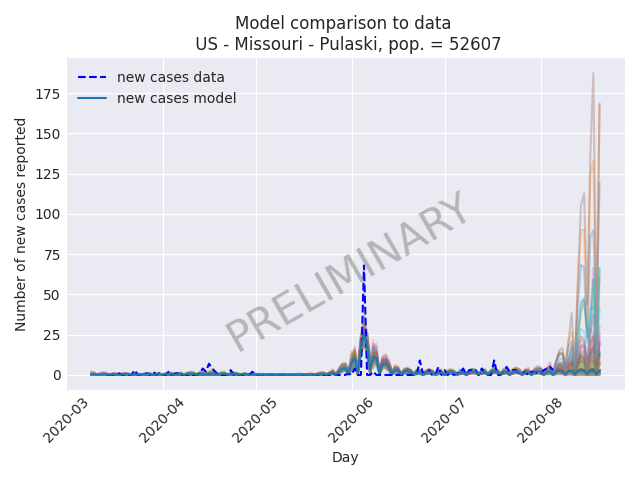 Model comparison to data
US - Missouri - Pulaski, pop. = 52607
new cases data
new cases model
Number of new cases reported
175
150
125
100
75
50
25
0
PRELIMINARY
2020-03
2020-04
2020-05
2020-06
2020-07
2020-08
Day